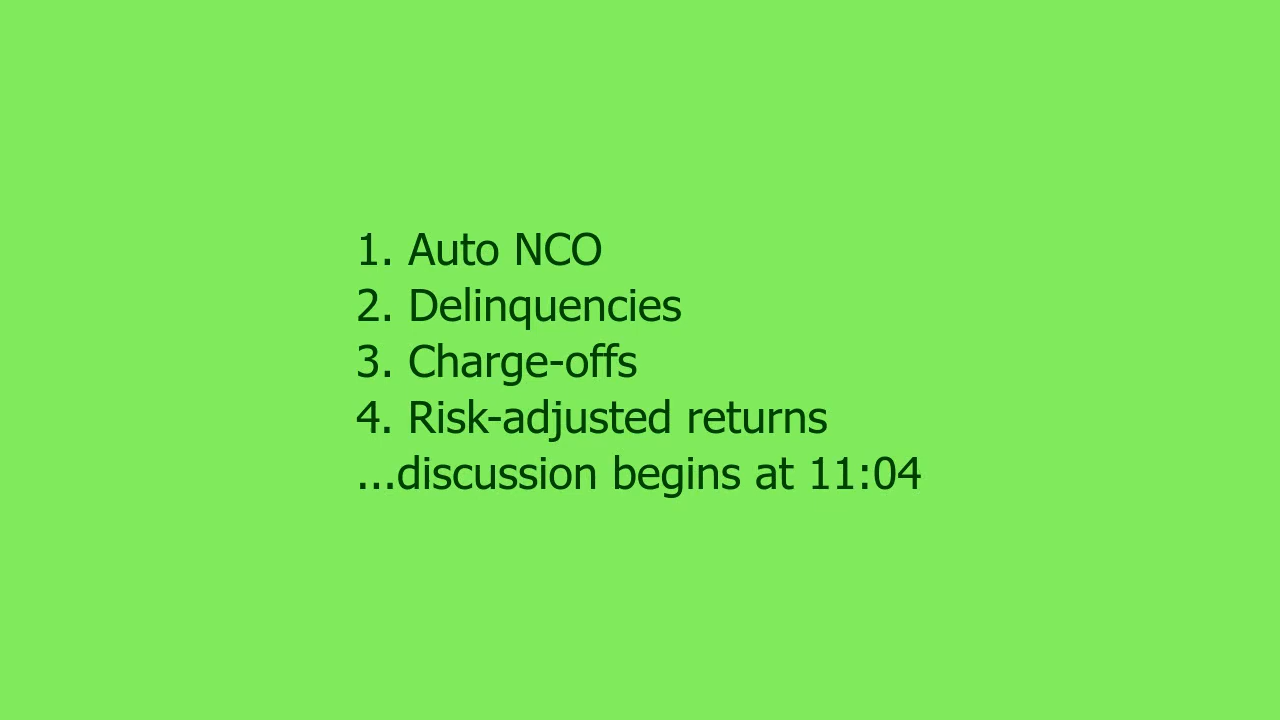 1. Auto NCO
2. Delinquencies
3. Charge-offs
4. Risk-adjusted returns
...discussion begins at 11:04